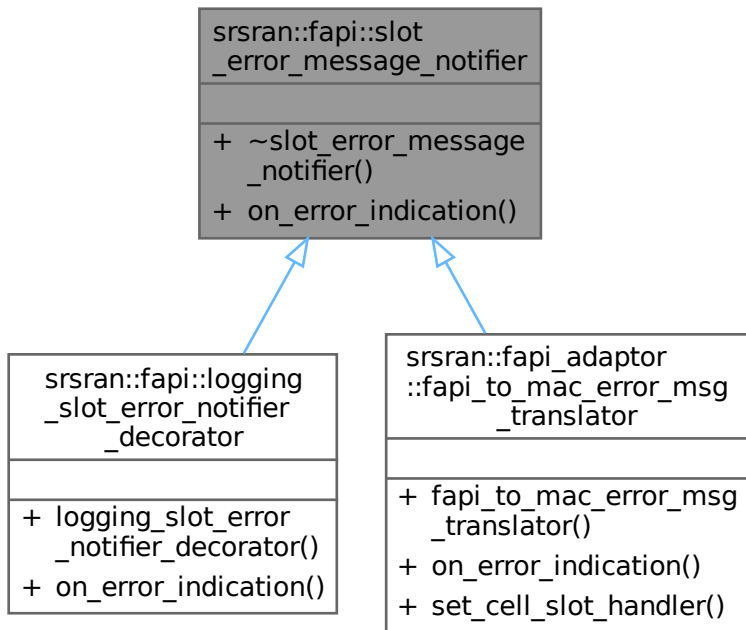 srsran::fapi::slot
_error_message_notifier
+ ~slot_error_message
_notifier()
+ on_error_indication()
srsran::fapi::logging
_slot_error_notifier
_decorator
+ logging_slot_error
_notifier_decorator()
+ on_error_indication()
srsran::fapi_adaptor
::fapi_to_mac_error_msg
_translator
+ fapi_to_mac_error_msg
_translator()
+ on_error_indication()
+ set_cell_slot_handler()